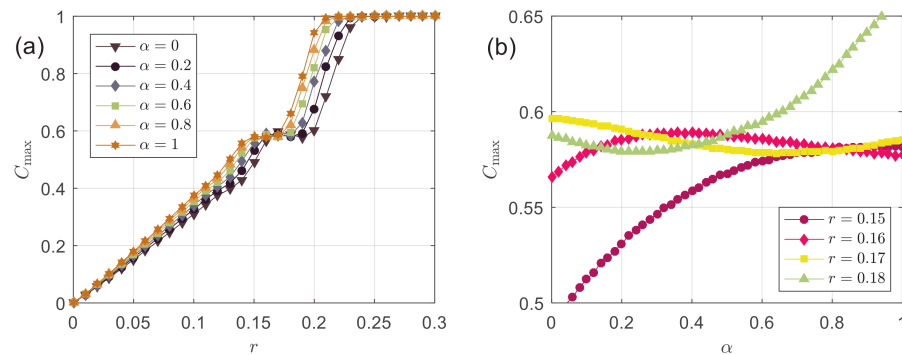 (a)
1
0.8
0.6
0.4
0.2
0
C_max
α = 0
α = 0.2
α = 0.4
α = 0.6
α = 0.8
α = 1
0 0.05 0.1 0.15 0.2 0.25 0.3
r
(b)
0.65
0.6
0.55
0.5
C_max
r = 0.15
r = 0.16
r = 0.17
r = 0.18
0 0.2 0.4 0.6 0.8 1
α